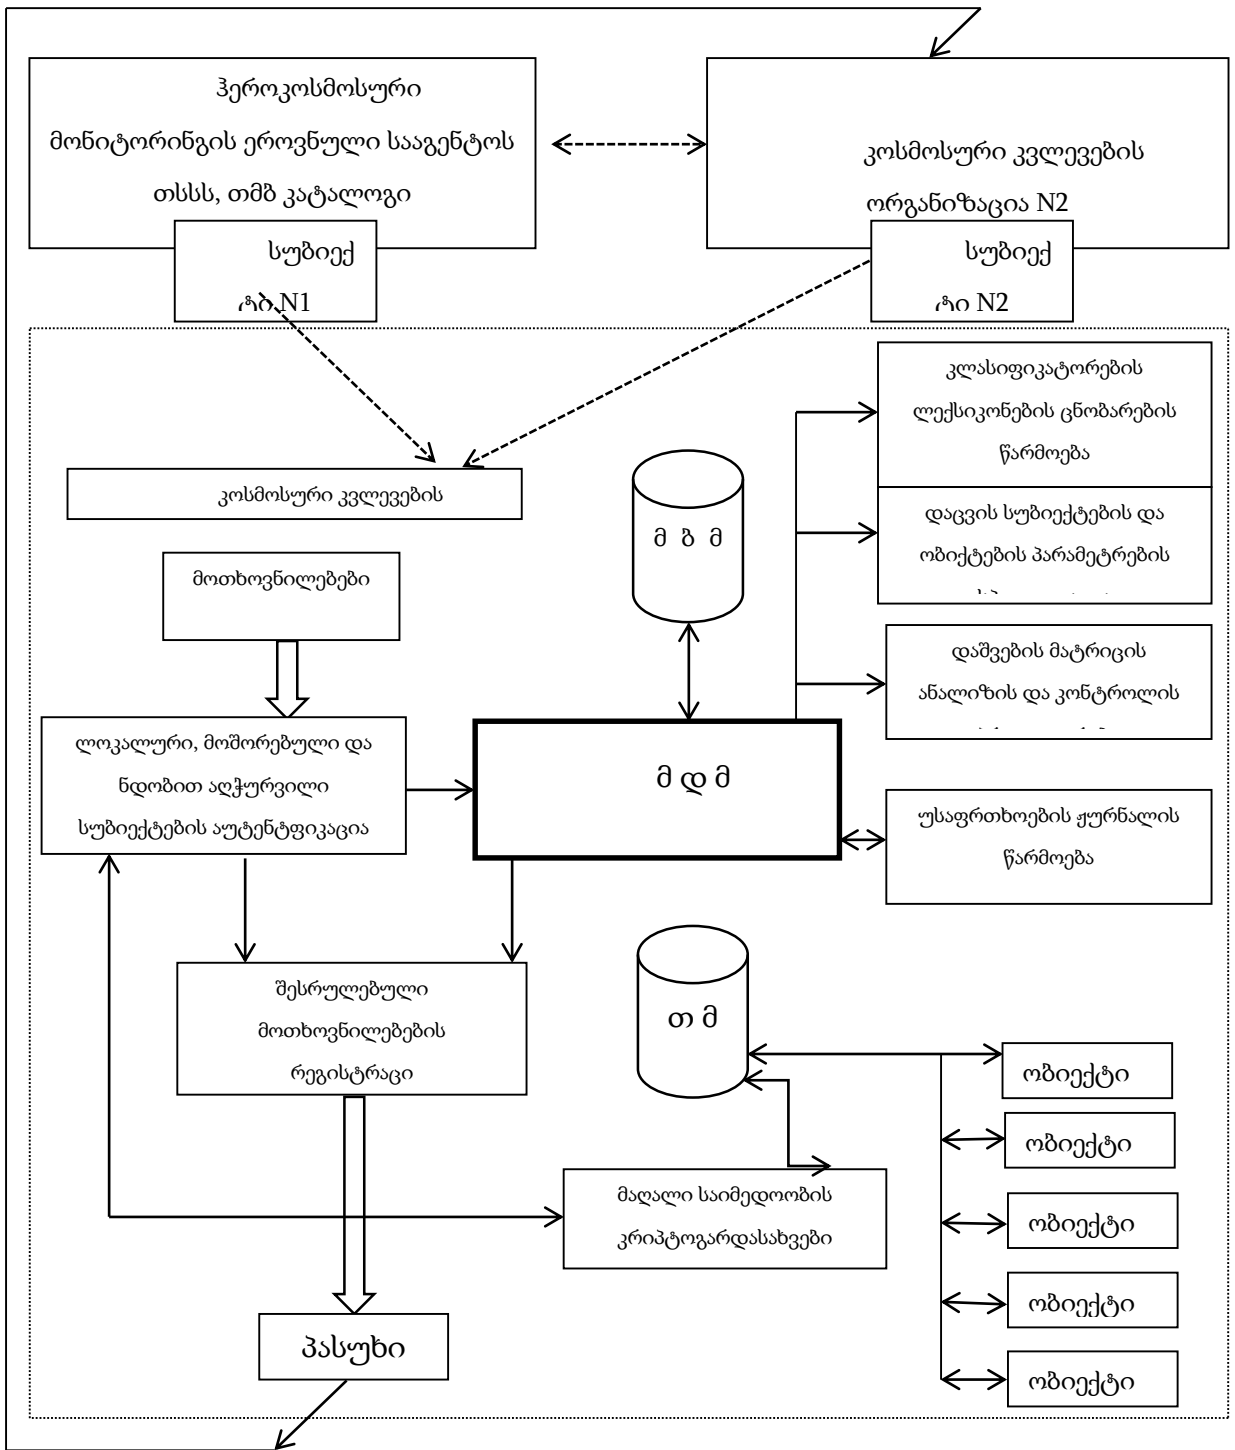 ჰეროკოსმოსური
მონიტორინგის ეროვნული სააგენტოს
თსსს, თმბ კატალოგი
კოსმოსური კვლევების
ორგანიზაცია N2
სუბიექ
ტი N1
სუბიექ
ტი N2
კლასიფიკატორების
ლექსიკონების ცნობარების
წარმოება
კოსმოსური კვლევების
დაცვის სუბიექტების და
ობიქტების პარამეტრების
მ ბ მ
მოთხოვნილებები
დაშვების მატრიცის
ანალიზის და კონტროლის
ლოკალური, მოშორებული და
ნდობით აღჭურვილი
სუბიექტების აუტენტფიკაცია
მ დ მ
უსაფრთხოების ჟურნალის
წარმოება
შესრულებული
მოთხოვნილებების
რეგისტრაცი
თ მ
ობიექტი
ობიექტი
მაღალი საიმედოობის
კრიპტოგარდასახვები
ობიექტი
ობიექტი
პასუხი
ობიექტი